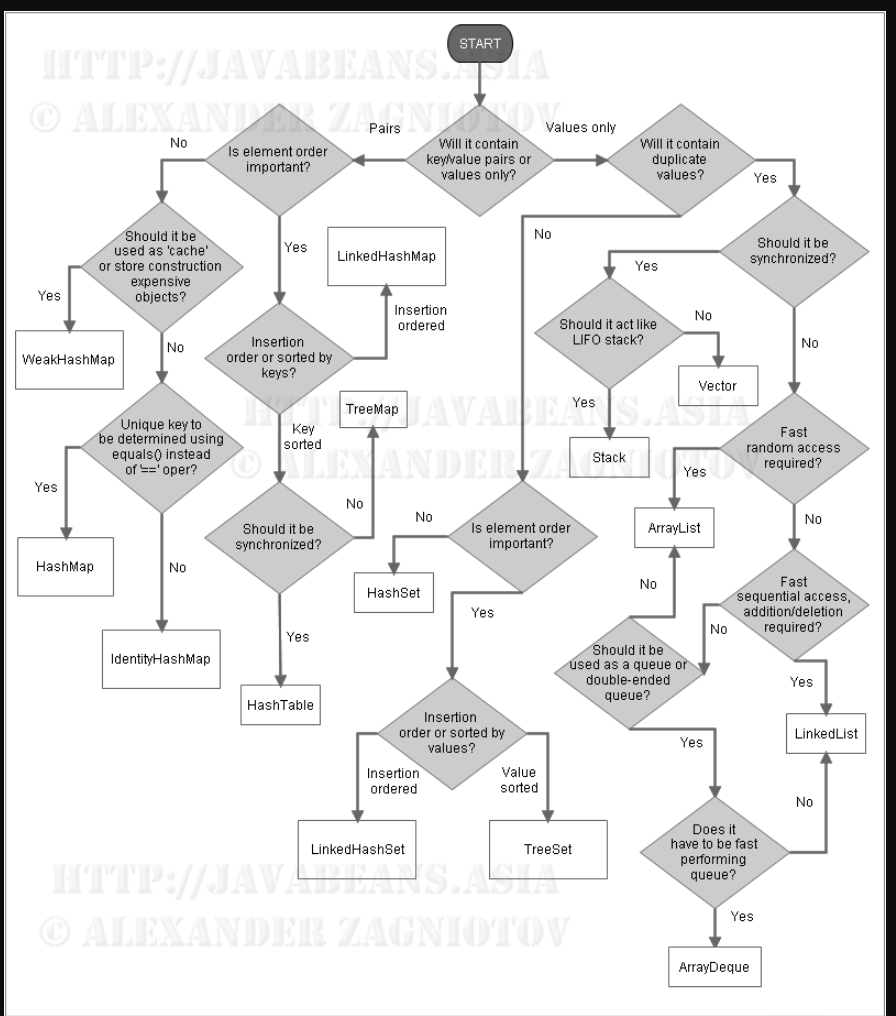 HTTP://JAVABEANS.ASIA
© ALEXANDER ZAGNIOTOV
START
Pairs
Values only
Will it contain
key/value pairs or
values only?
Is element order
important?
Will it contain
duplicate
values?
No
Yes
Should it be
used as 'cache'
or store construction
expensive
objects?
Yes
No
WeakHashMap
Unique key to
be determined using
equals() instead
of '==' oper?
Yes
No
HashMap
IdentityHashMap
Yes
LinkedHashMap
Insertion
ordered
Insertion
order or sorted by
keys?
Key
sorted
TreeMap
No
Should it be
synchronized?
Yes
HashTable
No
Is element order
important?
No
HashSet
Yes
Insertion
order or sorted by
values?
Insertion
ordered
Value
sorted
LinkedHashSet
TreeSet
Should it be
synchronized?
Yes
No
Should it act like
LIFO stack?
No
Vector
Yes
Stack
HTTP://JAVABEANS.ASIA
© ALEXANDER ZAGNIOTOV
Fast
random access
required?
Yes
ArrayList
No
Fast
sequential access,
addition/deletion
required?
No
Yes
LinkedList
Should it be
used as a queue or
double-ended
queue?
No
Yes
Does it
have to be fast
performing
queue?
No
Yes
ArrayDeque
HTTP://JAVABEANS.ASIA
© ALEXANDER ZAGNIOTOV